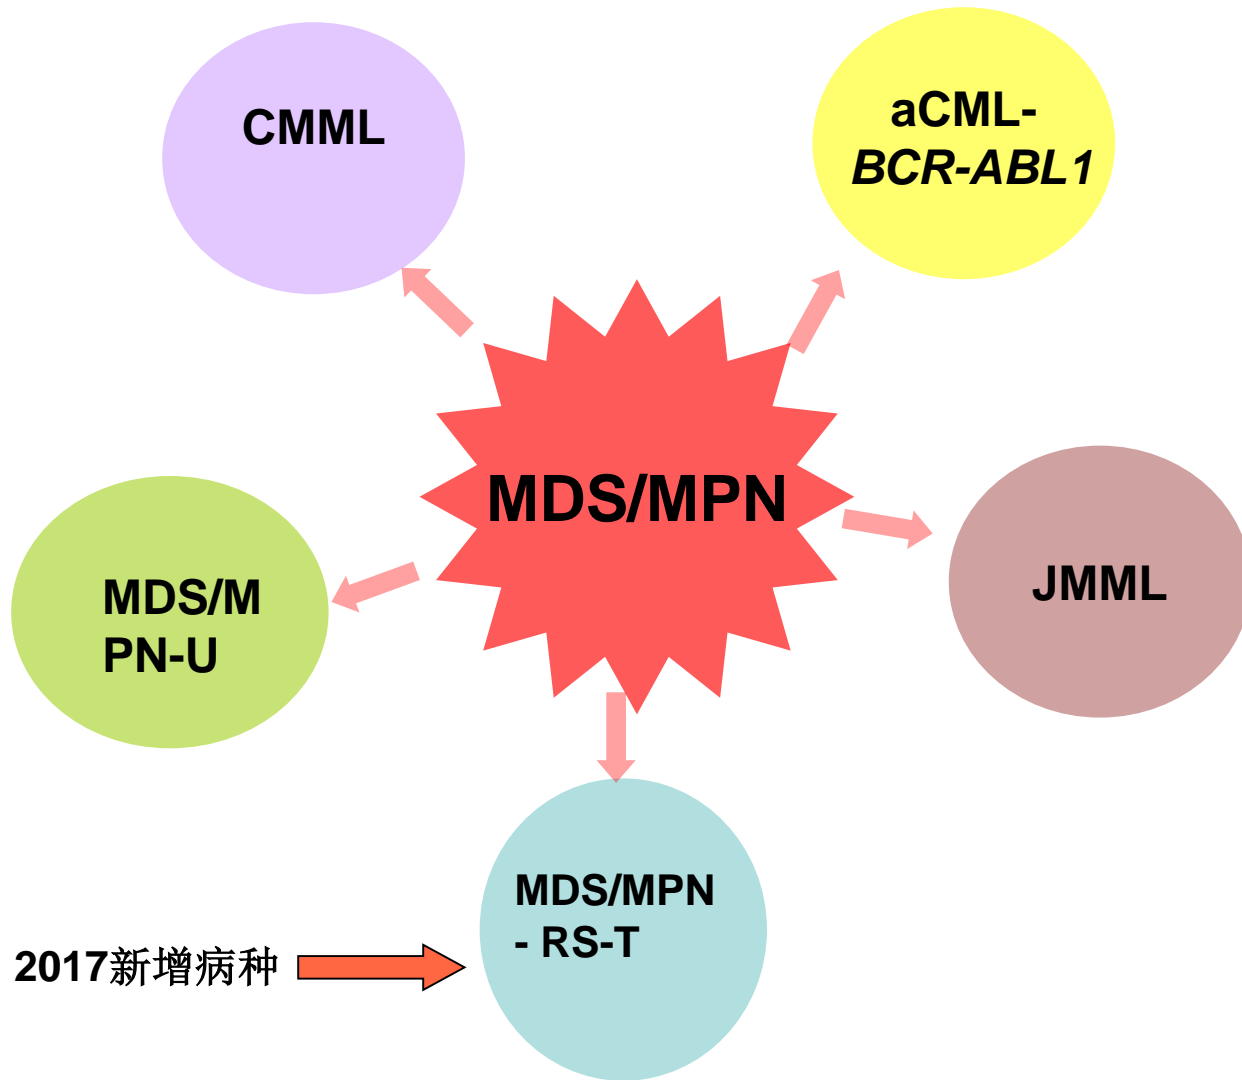 CMML
aCML-
BCR-ABL1
MDS/MPN
MDS/M
PN-U
JMML
MDS/MPN
- RS-T
2017新增病种